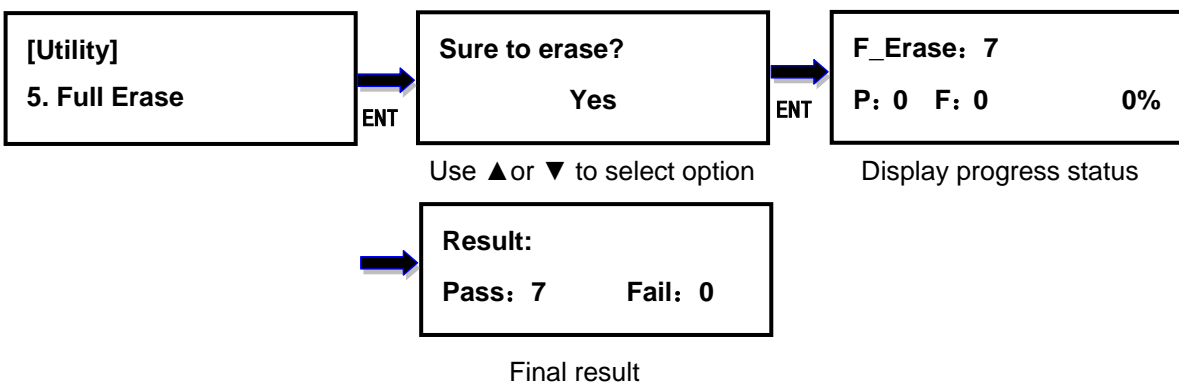 [Utility]
5. Full Erase
ENT
Sure to erase?
Yes
Use ▲or ▼ to select option
ENT
F_Erase：7
P：0 F：0 0%
Display progress status
Result:
Pass：7 Fail：0
Final result